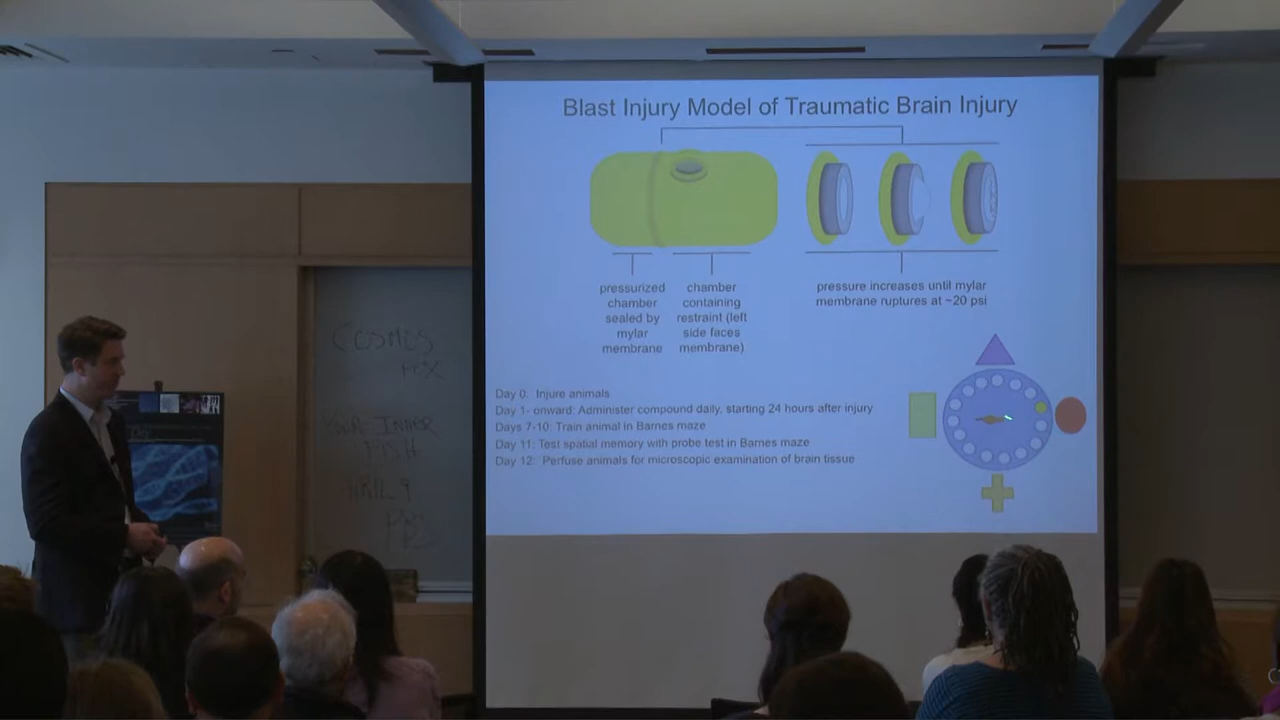 Blast Injury Model of Traumatic Brain Injury
pressurized
chamber
sealed by
mylar
membrane
chamber
containing
restraint (left
side faces
membrane)
pressure increases until mylar
membrane ruptures at ~20 psi
Day 0: Injure animals
Day 1- onward: Administer compound daily, starting 24 hours after injury
Days 7-10: Train animal in Barnes maze
Day 11: Test spatial memory with probe test in Barnes maze
Day 12: Perfuse animals for microscopic examination of brain tissue
COSMOS
YOUR INNER
FISH
APRIL 9
PBS